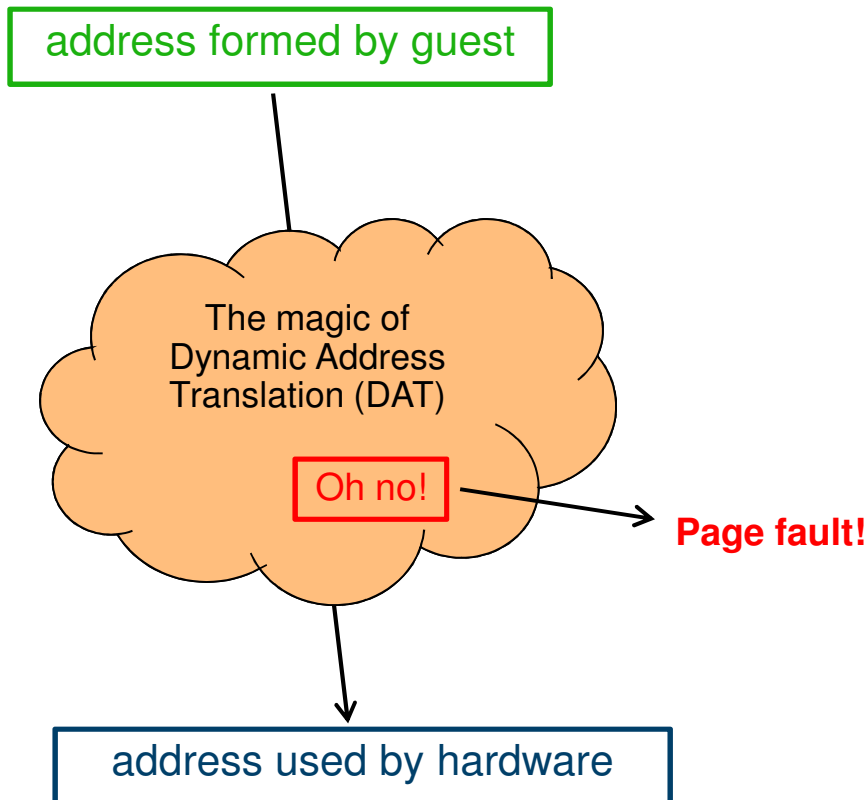 address formed by guest
The magic of
Dynamic Address
Translation (DAT)
Oh no!
Page fault!
address used by hardware